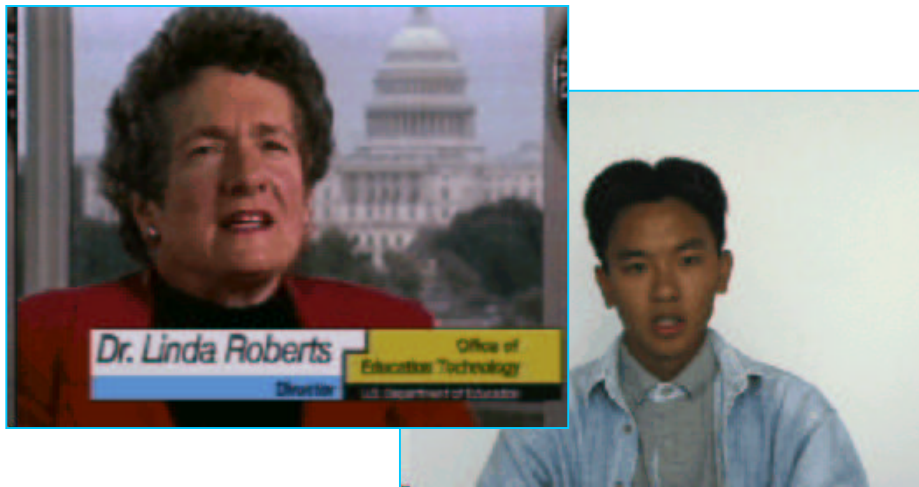 Dr. Linda Roberts
Director
Office of
Education Technology
U.S. Department of Education